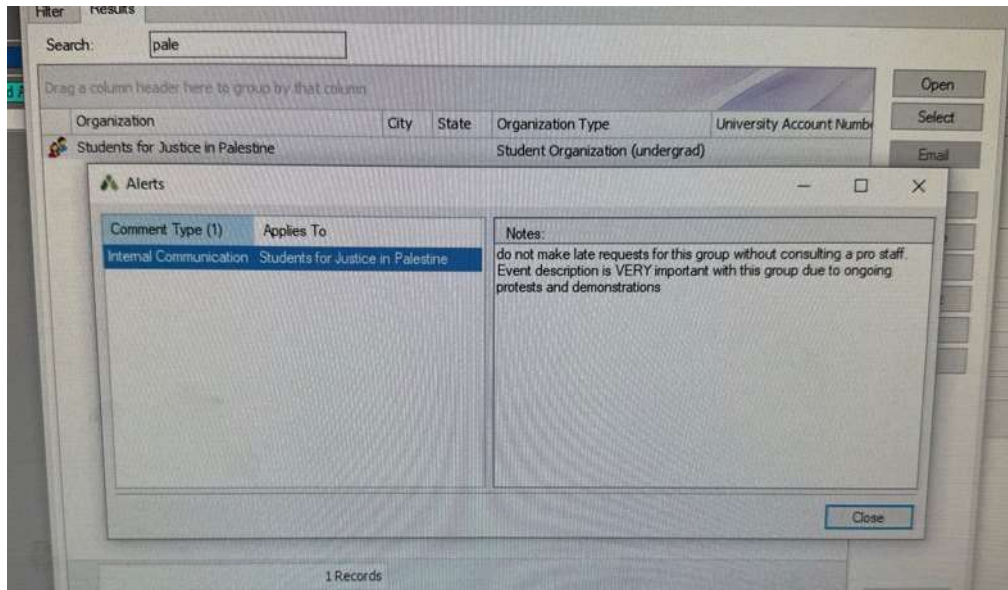 Filter Results
Search: pale
Drag a column header here to group by that column
Open
Organization City State Organization Type University Account Numbe
Select
Students for Justice in Palestine Student Organization (undergrad)
Email
Alerts
Comment Type (1) Applies To
Notes:
Internal Communication Students for Justice in Palestine
do not make late requests for this group without consulting a pro staff.
Event description is VERY important with this group due to ongoing
protests and demonstrations
Close
1 Records